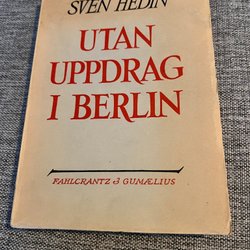 SVEN HEDIN
UTAN
UPPDRAG
I BERLIN
FAHLCRANTZ & GUMÆLIUS